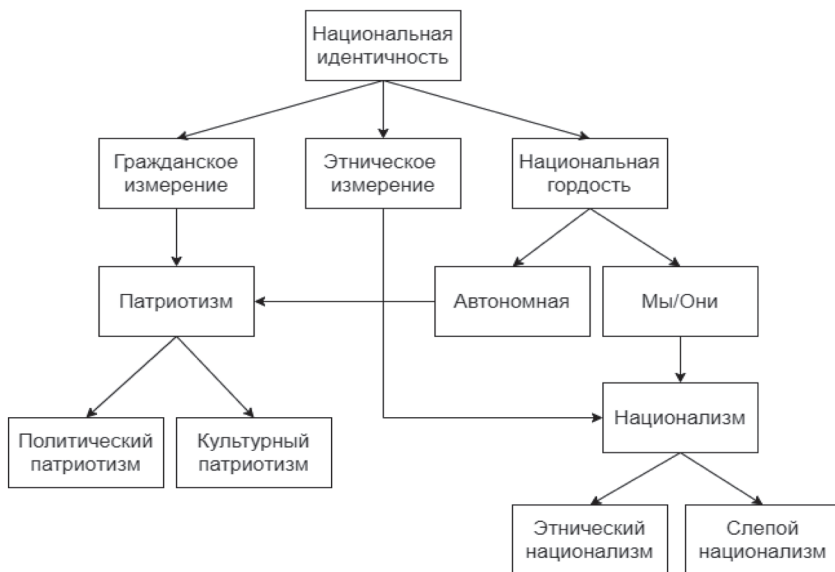 Национальная
идентичность
Гражданское
измерение
Этническое
измерение
Национальная
гордость
Патриотизм
Автономная
Мы/Они
Национализм
Политический
патриотизм
Культурный
патриотизм
Этнический
национализм
Слепой
национализм